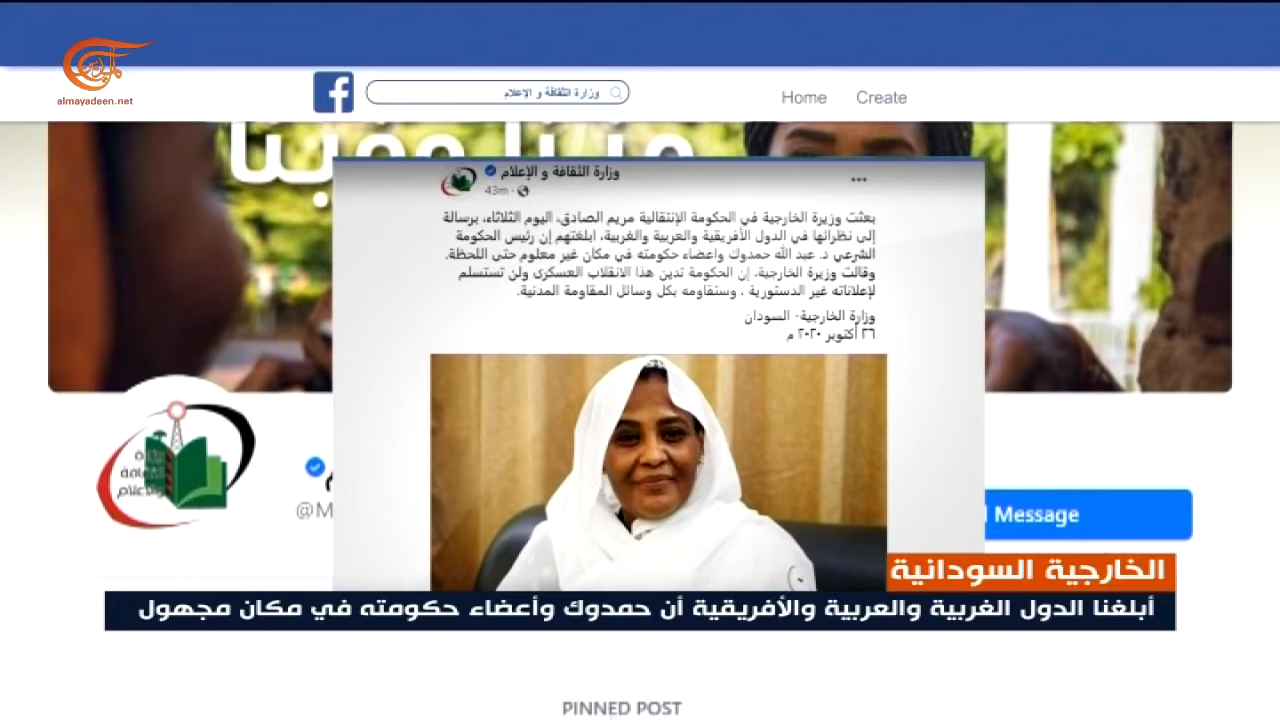 almayadeen.net
وزارة الثقافة و الإعلام
Home
Create
وزارة الثقافة و الإعلام
43m
بعثت وزيرة الخارجية في الحكومة الإنتقالية مريم الصادق، اليوم الثلاثاء، برسالة
إلى نظرائها في الدول الأفريقية والعربية والغربية، ابلغتهم إن رئيس الحكومة
الشرعي د. عبد الله حمدوك واعضاء حكومته في مكان غير معلوم حتى اللحظة.
وقالت وزيرة الخارجية، إن الحكومة تدين هذا الانقلاب العسكرى ولن تستسلم
لإعلاناته غير الدستورية ، وستقاومه بكل وسائل المقاومة المدنية.
وزارة الخارجية- السودان
٢٦ أكتوبر ٢٠٢٠ م
وزارة
الثقافة
والاعلام
@M
Message
الخارجية السودانية
أبلغنا الدول الغربية والعربية والأفريقية أن حمدوك وأعضاء حكومته في مكان مجهول
PINNED POST